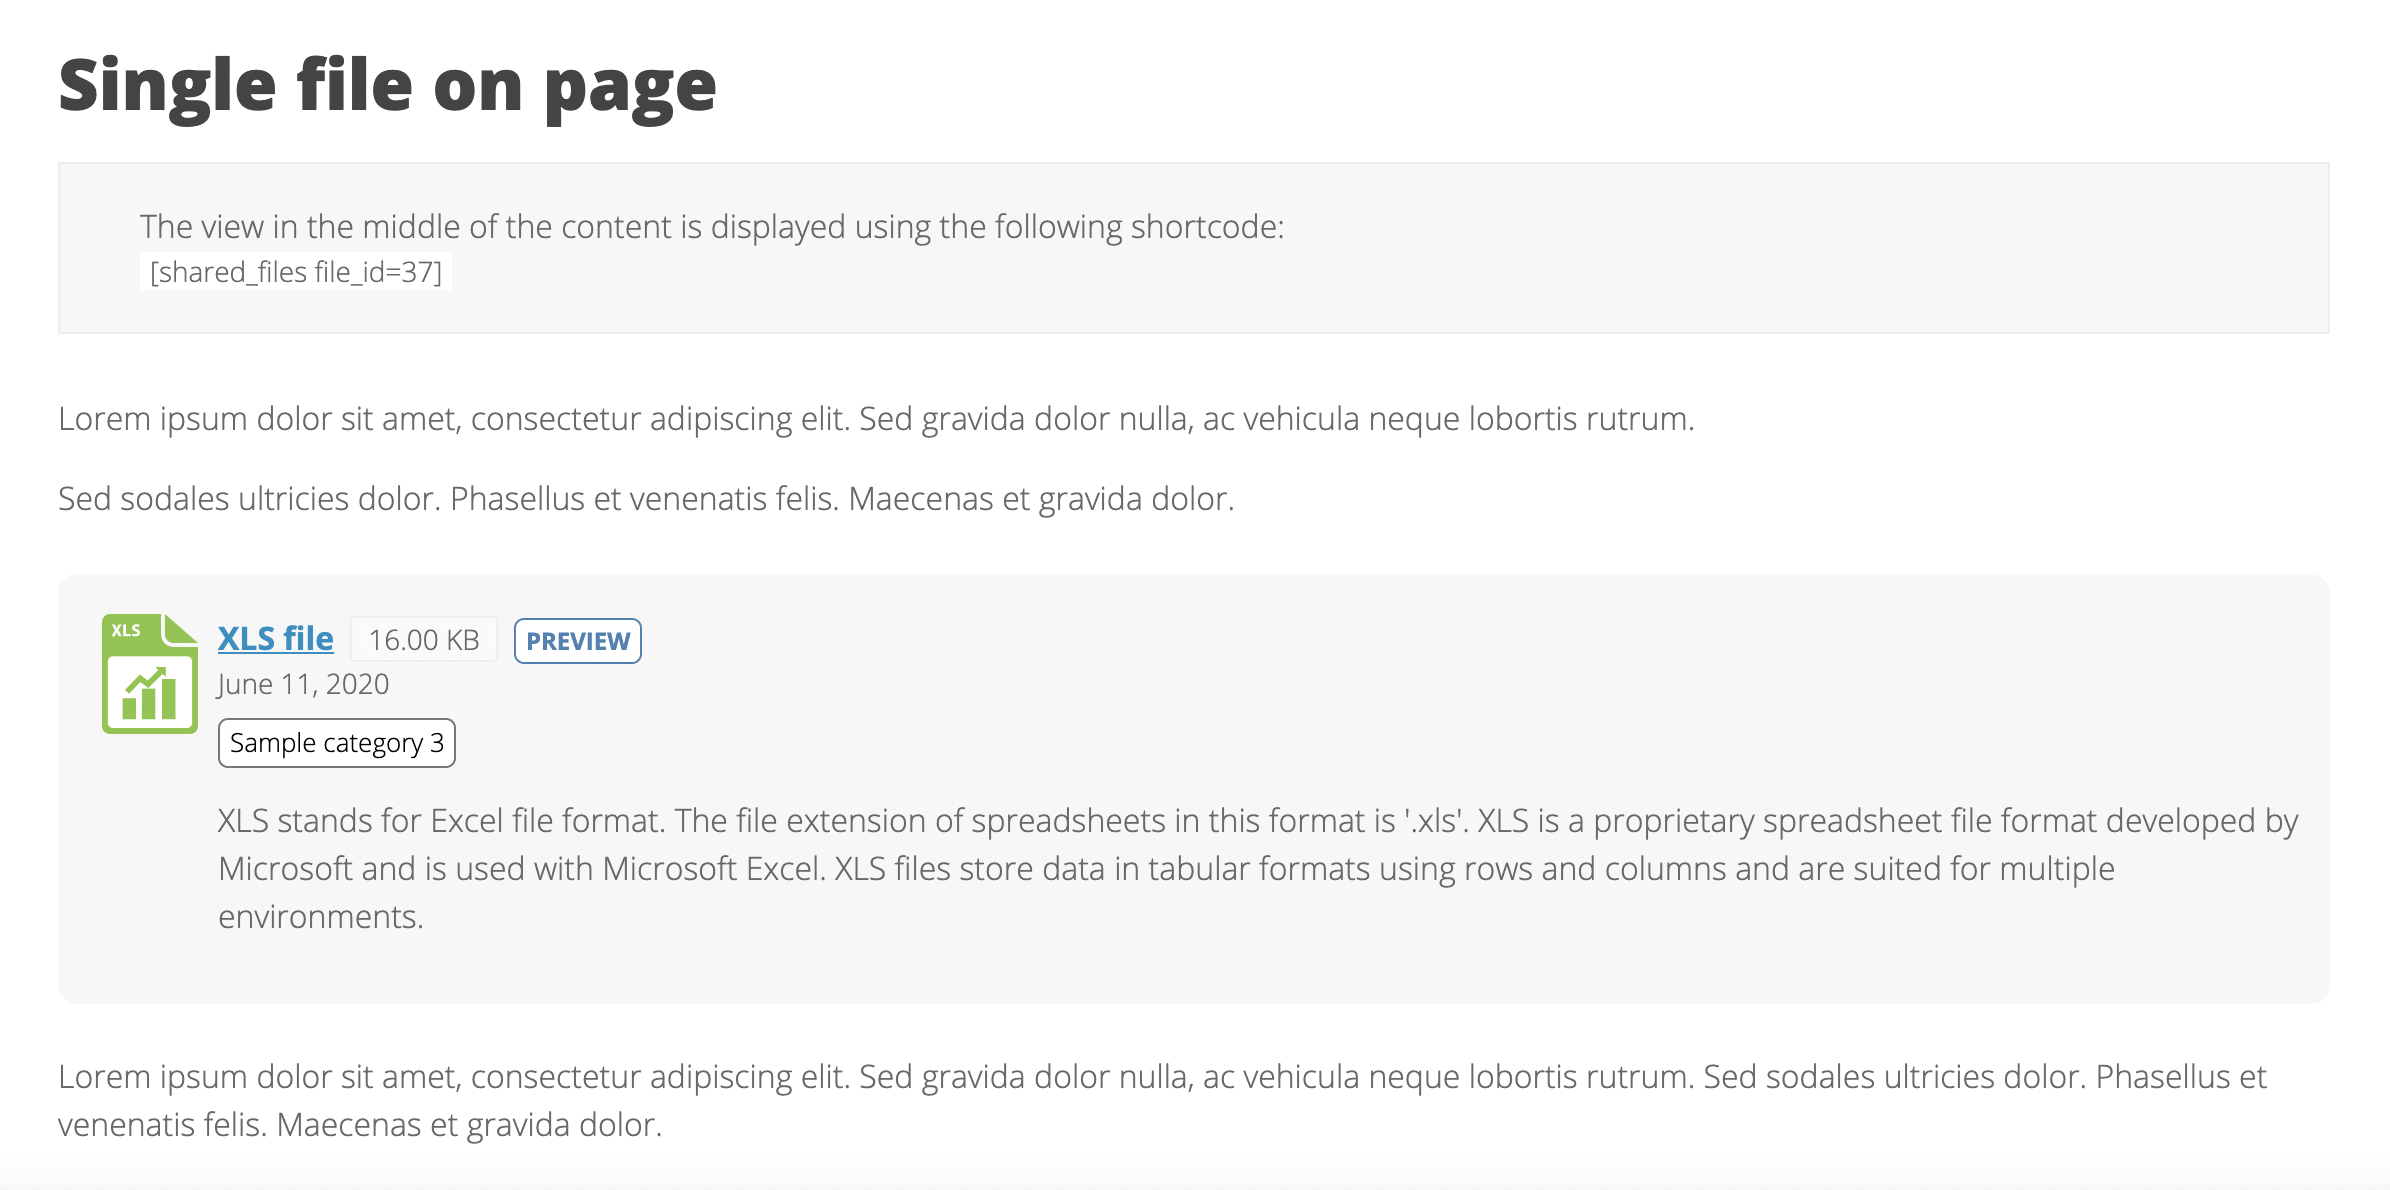 Single file on page
The view in the middle of the content is displayed using the following shortcode:
[shared_files file_id=37]
Lorem ipsum dolor sit amet, consectetur adipiscing elit. Sed gravida dolor nulla, ac vehicula neque lobortis rutrum.
Sed sodales ultricies dolor. Phasellus et venenatis felis. Maecenas et gravida dolor.
XLS
XLS file 16.00 KB PREVIEW
June 11, 2020
Sample category 3
XLS stands for Excel file format. The file extension of spreadsheets in this format is '.xls'. XLS is a proprietary spreadsheet file format developed by
Microsoft and is used with Microsoft Excel. XLS files store data in tabular formats using rows and columns and are suited for multiple
environments.
Lorem ipsum dolor sit amet, consectetur adipiscing elit. Sed gravida dolor nulla, ac vehicula neque lobortis rutrum. Sed sodales ultricies dolor. Phasellus et
venenatis felis. Maecenas et gravida dolor.